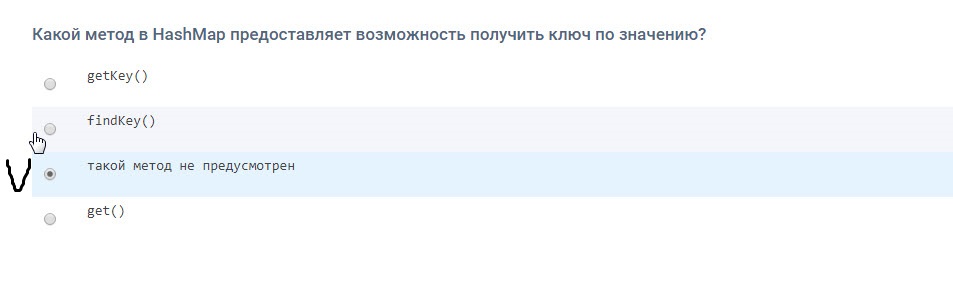 Какой метод в HashMap предоставляет возможность получить ключ по значению?
getKey()
findKey()
такой метод не предусмотрен
get()